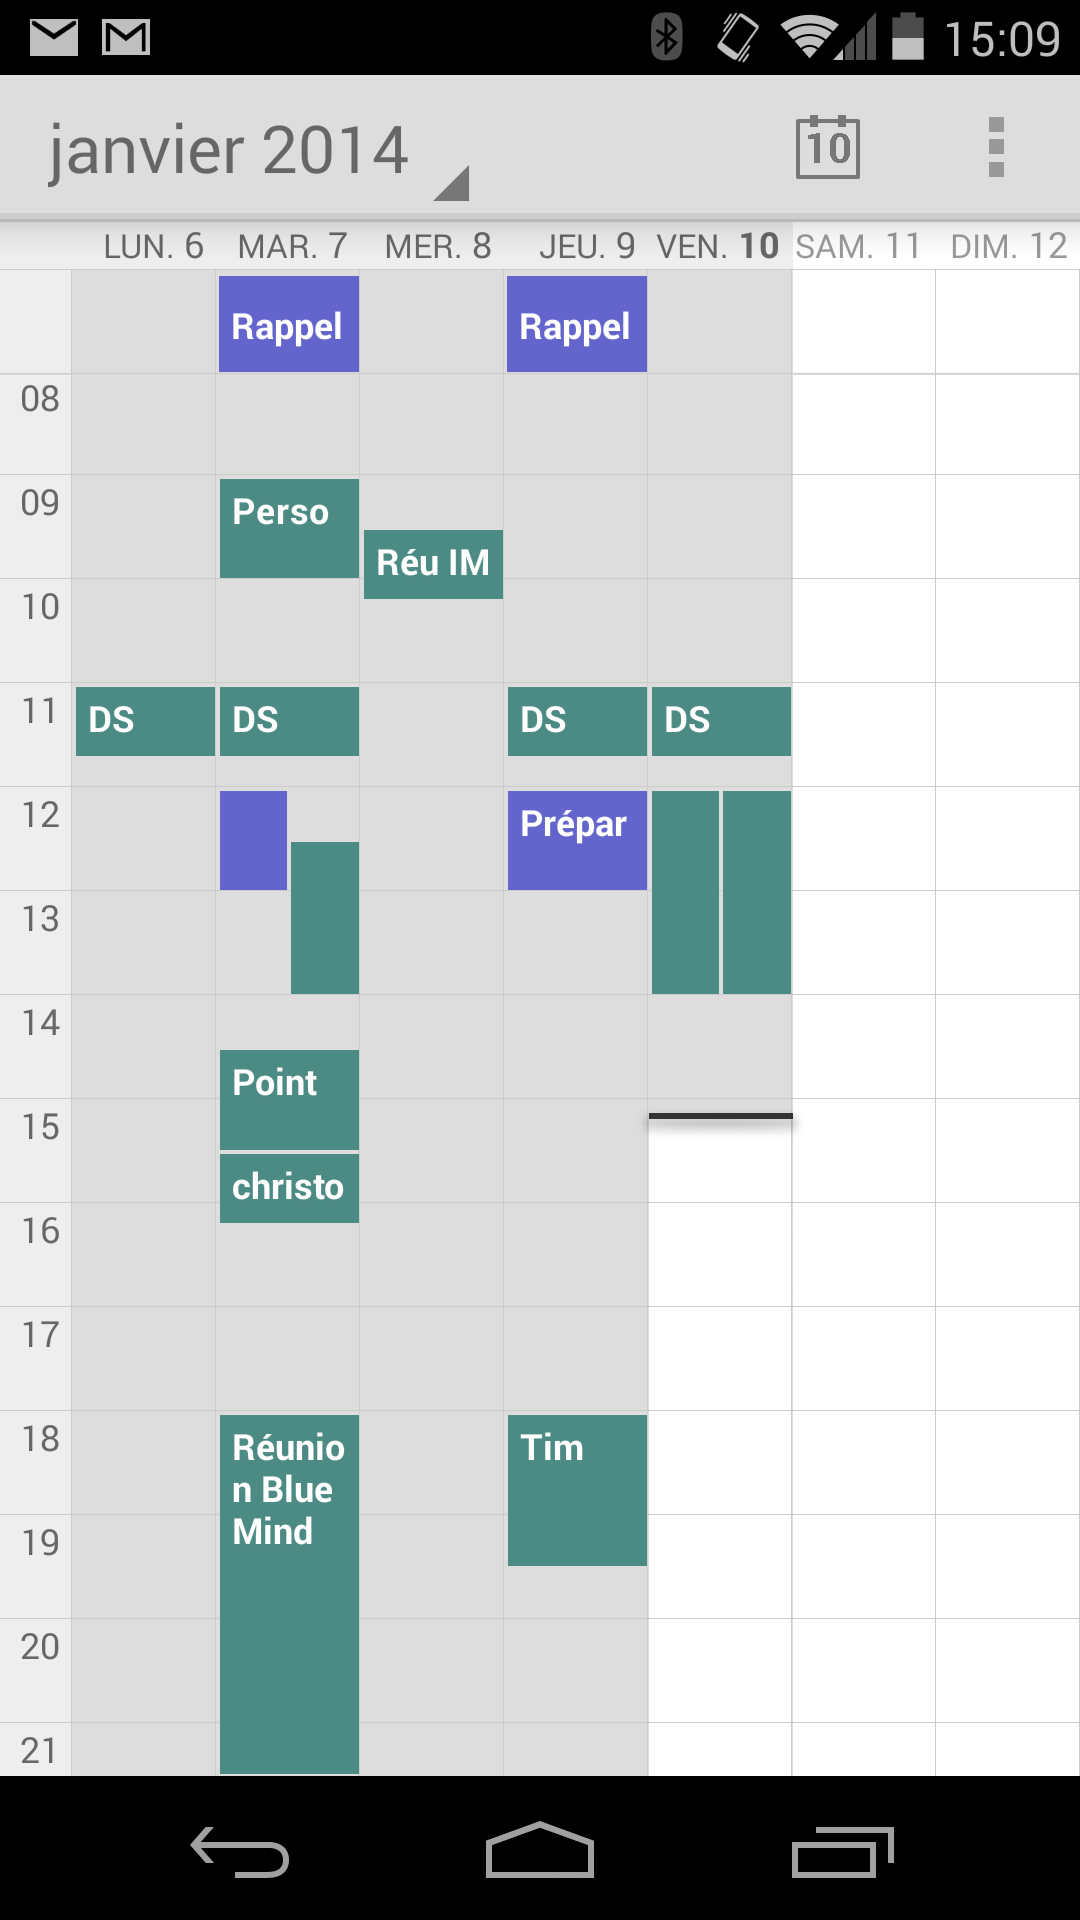 15:09
janvier 2014
10
LUN. 6 MAR. 7 MER. 8 JEU. 9 VEN. 10 SAM. 11 DIM. 12
Rappel Rappel
08
09
Perso
Réu IM
10
11
DS DS DS DS
12
Prépar
13
14
Point
15
christo
16
17
18
Réunio
n Blue
Mind
Tim
19
20
21